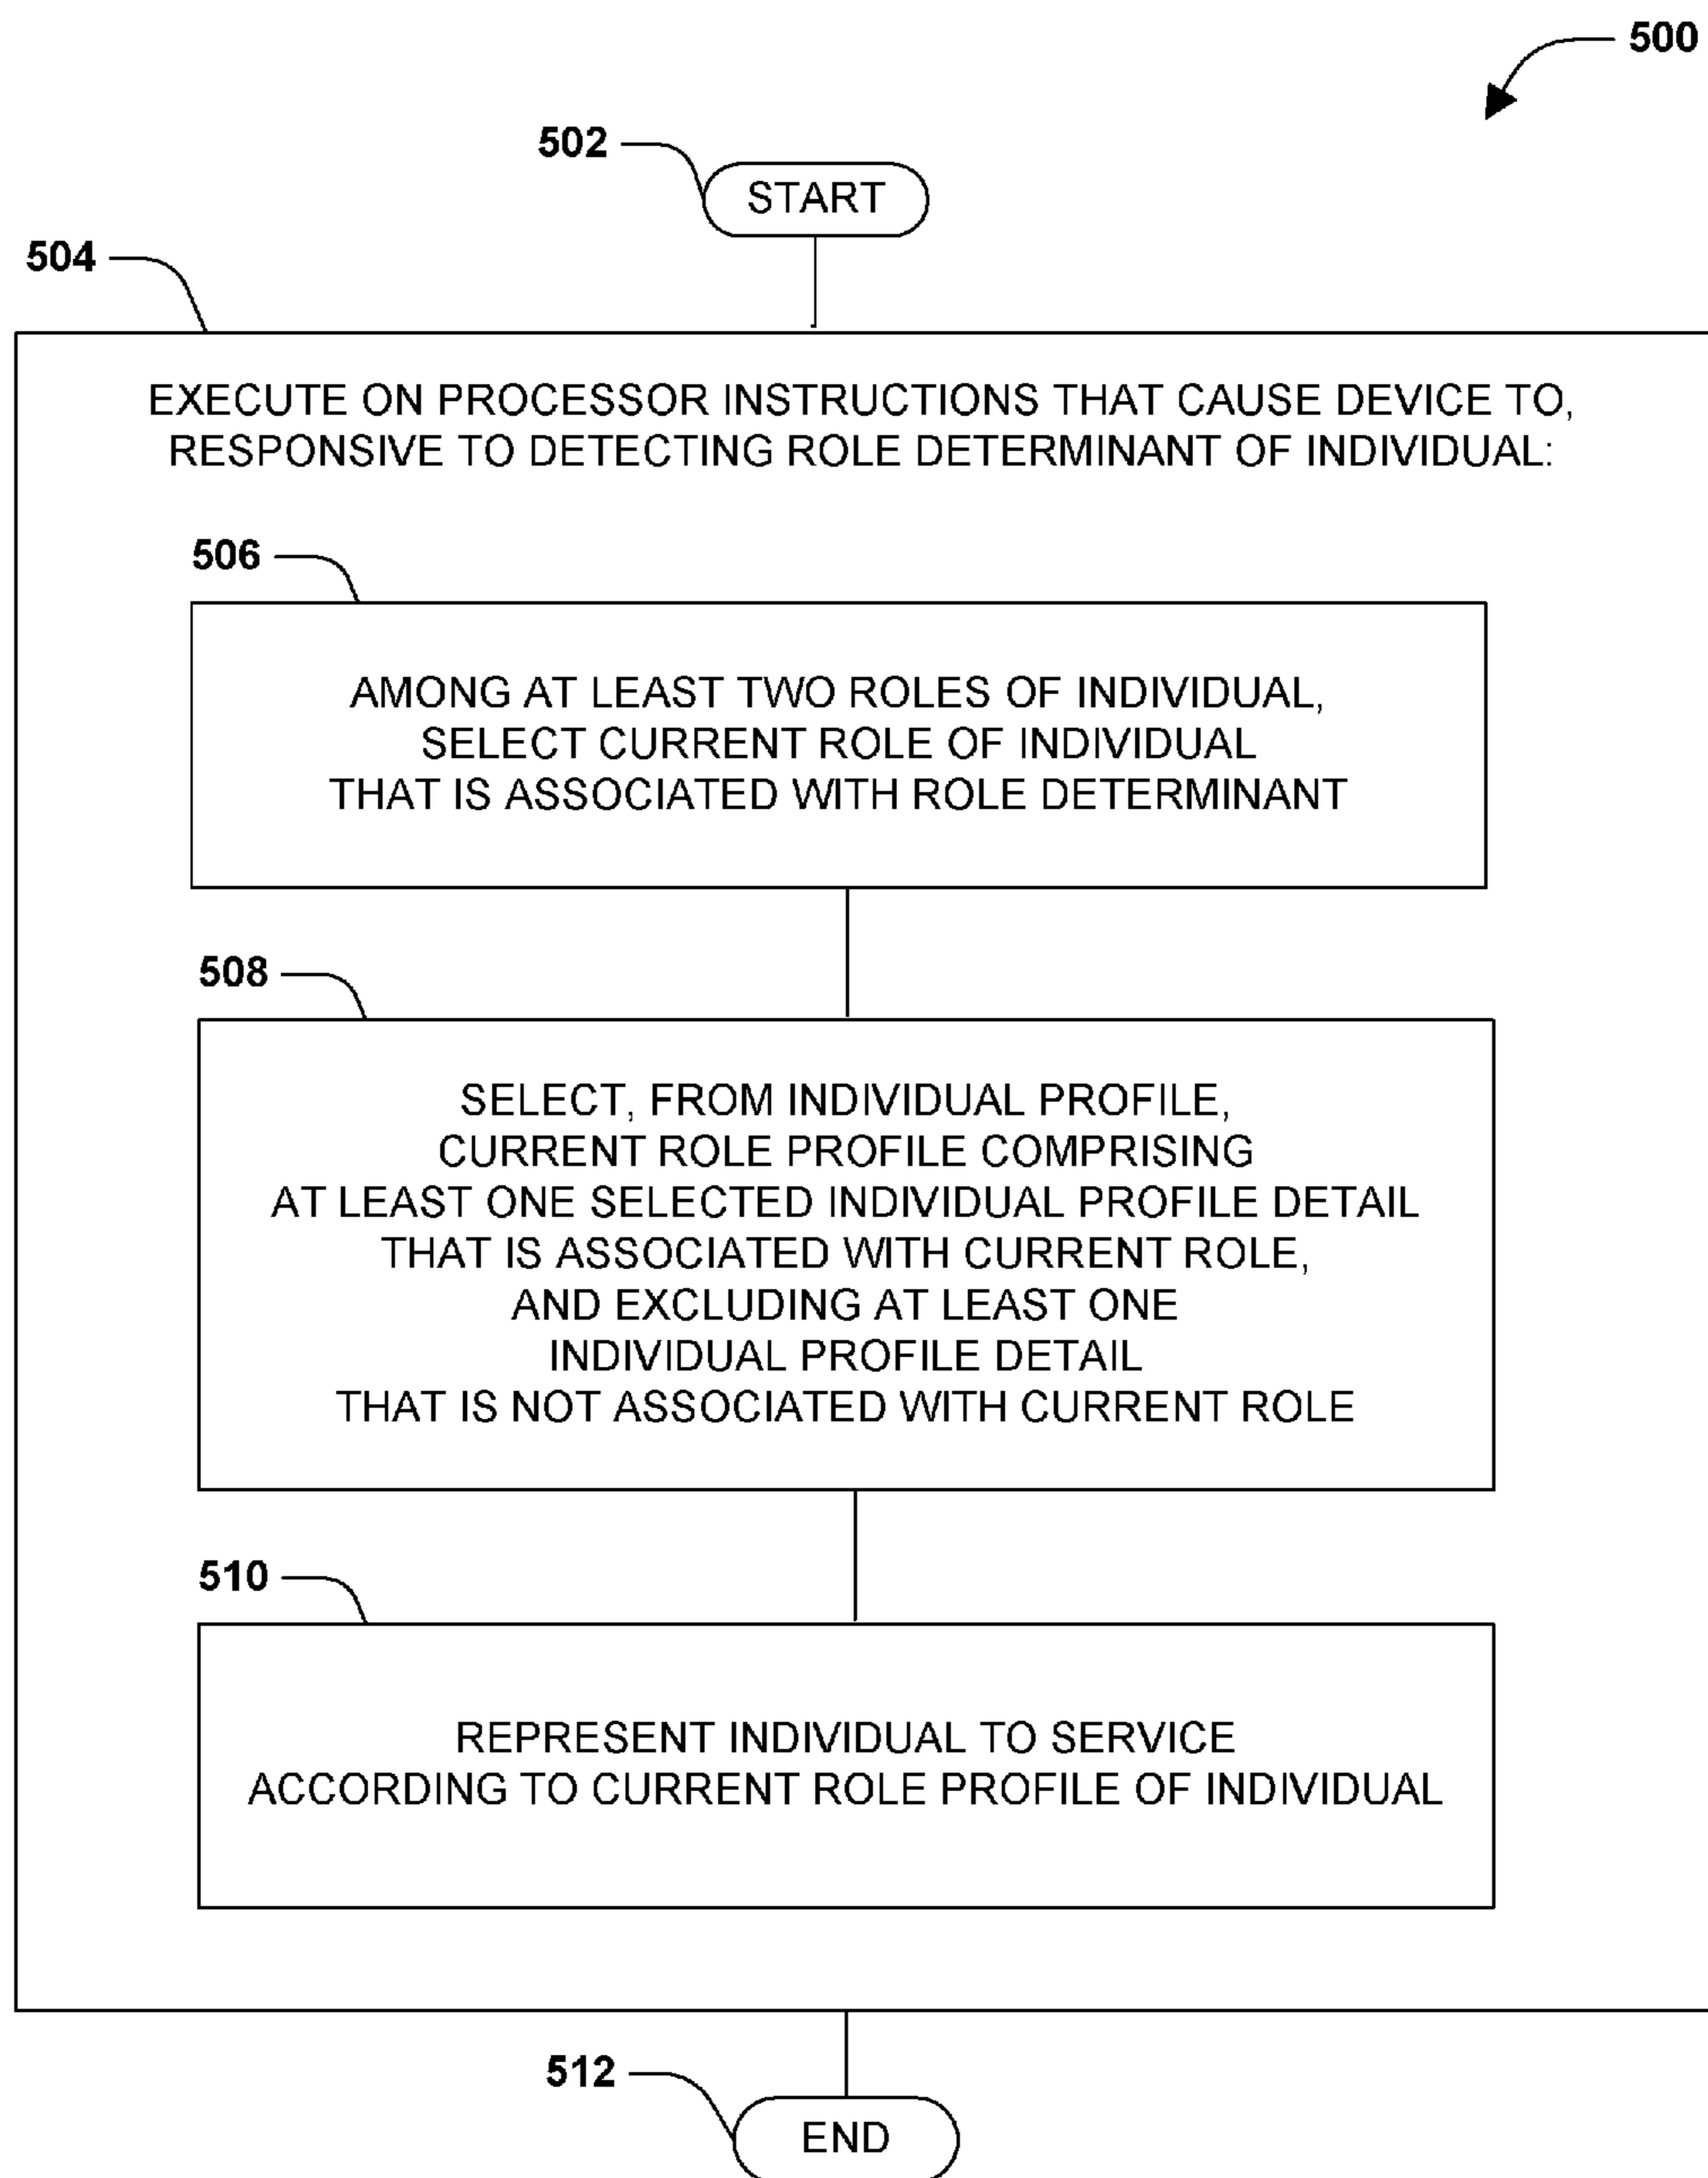 500
502
START
504
EXECUTE ON PROCESSOR INSTRUCTIONS THAT CAUSE DEVICE TO,
RESPONSIVE TO DETECTING ROLE DETERMINANT OF INDIVIDUAL:
506
AMONG AT LEAST TWO ROLES OF INDIVIDUAL,
SELECT CURRENT ROLE OF INDIVIDUAL
THAT IS ASSOCIATED WITH ROLE DETERMINANT
508
SELECT, FROM INDIVIDUAL PROFILE,
CURRENT ROLE PROFILE COMPRISING
AT LEAST ONE SELECTED INDIVIDUAL PROFILE DETAIL
THAT IS ASSOCIATED WITH CURRENT ROLE,
AND EXCLUDING AT LEAST ONE
INDIVIDUAL PROFILE DETAIL
THAT IS NOT ASSOCIATED WITH CURRENT ROLE
510
REPRESENT INDIVIDUAL TO SERVICE
ACCORDING TO CURRENT ROLE PROFILE OF INDIVIDUAL
512
END